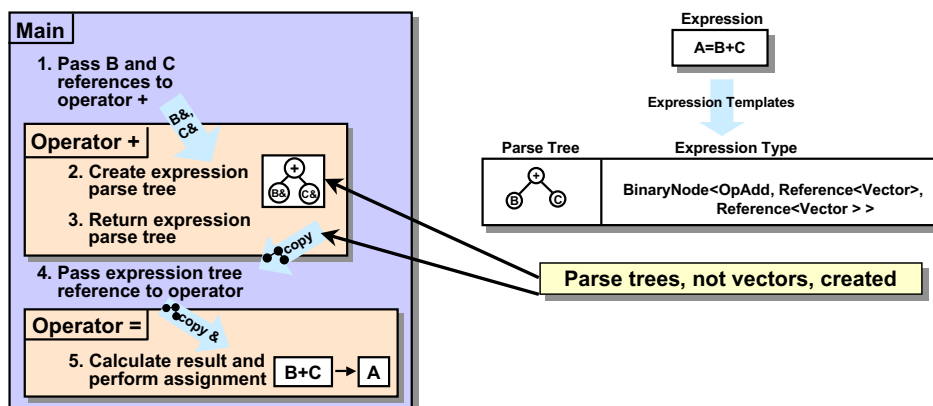 Main
1. Pass B and C
references to
operator +
B&,
C&
Operator +
2. Create expression
parse tree
+
B&
C&
3. Return expression
parse tree
copy
4. Pass expression tree
reference to operator
copy &
Operator =
5. Calculate result and
perform assignment
B+C
A
Expression
A=B+C
Expression Templates
Parse Tree
Expression Type
+
B
C
BinaryNode<OpAdd, Reference<Vector>,
Reference<Vector > >
Parse trees, not vectors, created